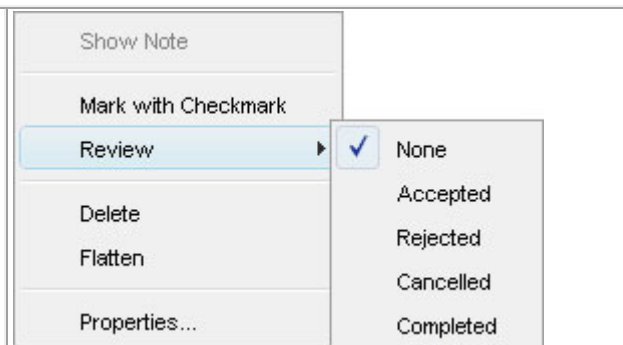 Show Note
Mark with Checkmark
Review
Delete
Flatten
Properties...
None
Accepted
Rejected
Cancelled
Completed